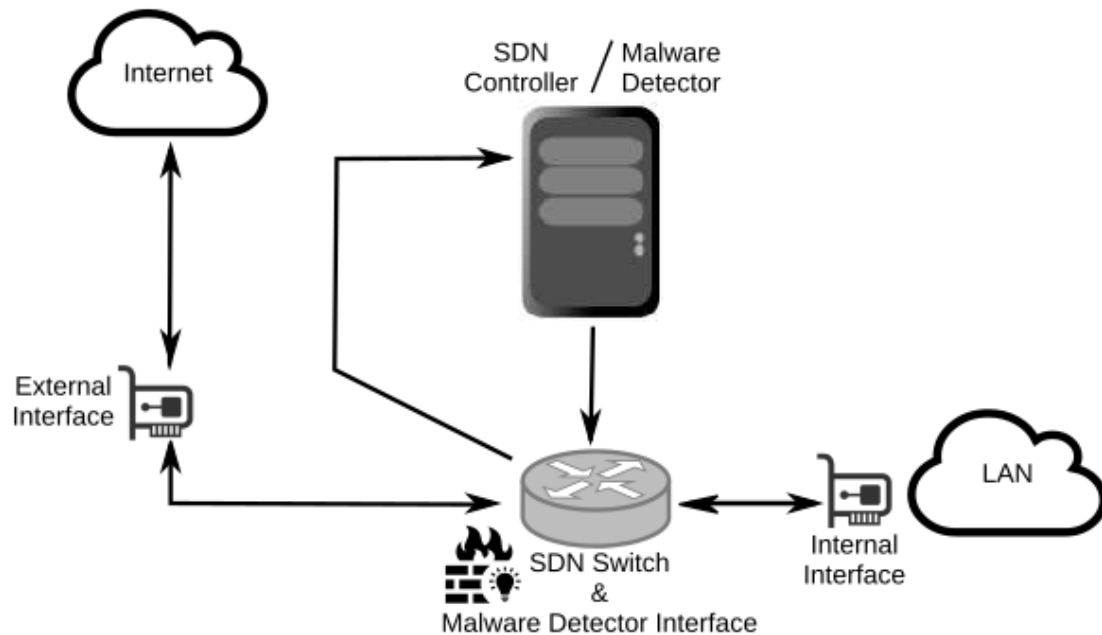 Internet
SDN / Malware
Controller Detector
External
Interface
LAN
Internal
Interface
SDN Switch
&
Malware Detector Interface